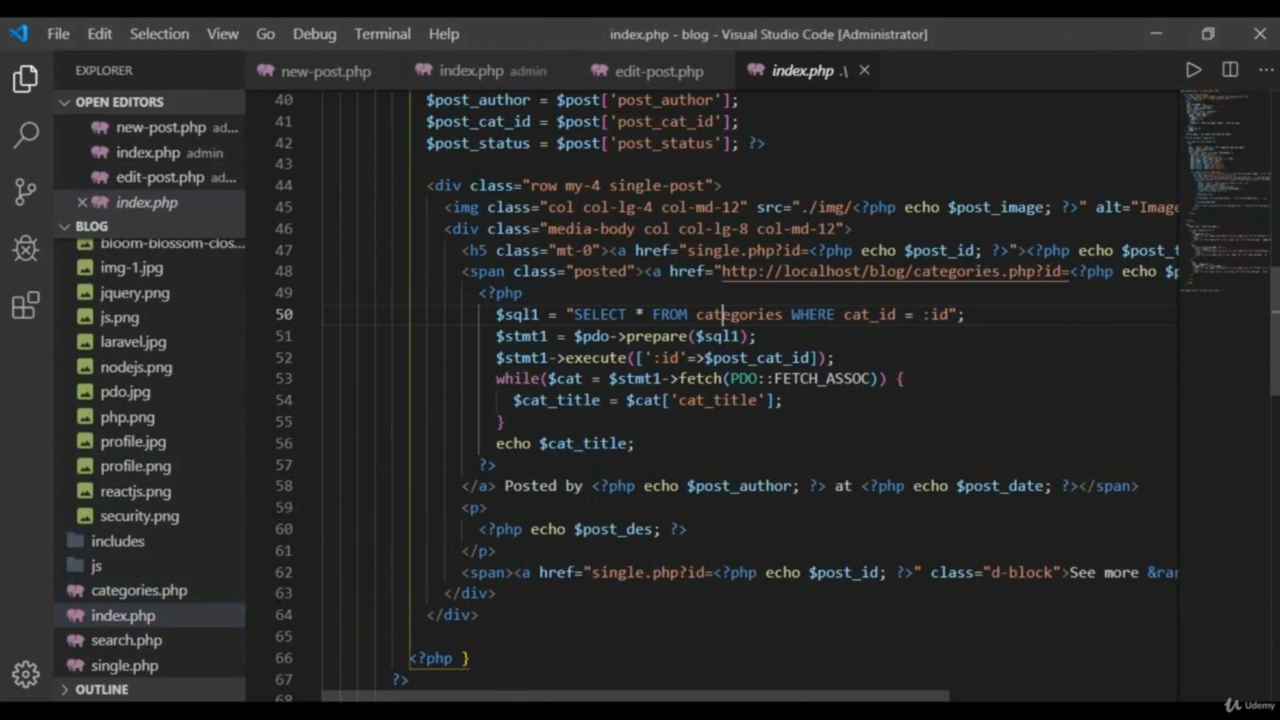 File Edit Selection View Go Debug Terminal Help index.php - blog - Visual Studio Code [Administrator]
EXPLORER new-post.php index.php admin edit-post.php index.php .\
OPEN EDITORS
new-post.php ad...
index.php admin
edit-post.php ad...
index.php
BLOG
bloom-blossom-clos...
img-1.jpg
jquery.png
js.png
laravel.png
nodejs.png
pdo.jpg
php.png
profile.jpg
profile.png
reactjs.png
security.png
includes
js
categories.php
index.php
search.php
single.php
OUTLINE
40 $post_author = $post['post_author'];
41 $post_cat_id = $post['post_cat_id'];
42 $post_status = $post['post_status']; ?>
43
44 <div class="row my-4 single-post">
45 <img class="col col-lg-4 col-md-12" src="./img/<?php echo $post_image; ?>" alt="Image
46 <div class="media-body col col-lg-8 col-md-12">
47 <h5 class="mt-0"><a href="single.php?id=<?php echo $post_id; ?>"><?php echo $post_t
48 <span class="posted"><a href="http://localhost/blog/categories.php?id=<?php echo $p
49 <?php
50 $sql1 = "SELECT * FROM categories WHERE cat_id = :id";
51 $stmt1 = $pdo->prepare($sql1);
52 $stmt1->execute([':id'=>$post_cat_id]);
53 while($cat = $stmt1->fetch(PDO::FETCH_ASSOC)) {
54 $cat_title = $cat['cat_title'];
55 }
56 echo $cat_title;
57 ?>
58 </a> Posted by <?php echo $post_author; ?> at <?php echo $post_date; ?></span>
59 <p>
60 <?php echo $post_des; ?>
61 </p>
62 <span><a href="single.php?id=<?php echo $post_id; ?>" class="d-block">See more &ran
63 </div>
64 </div>
65
66 <?php }
67 ?>
68
Udemy